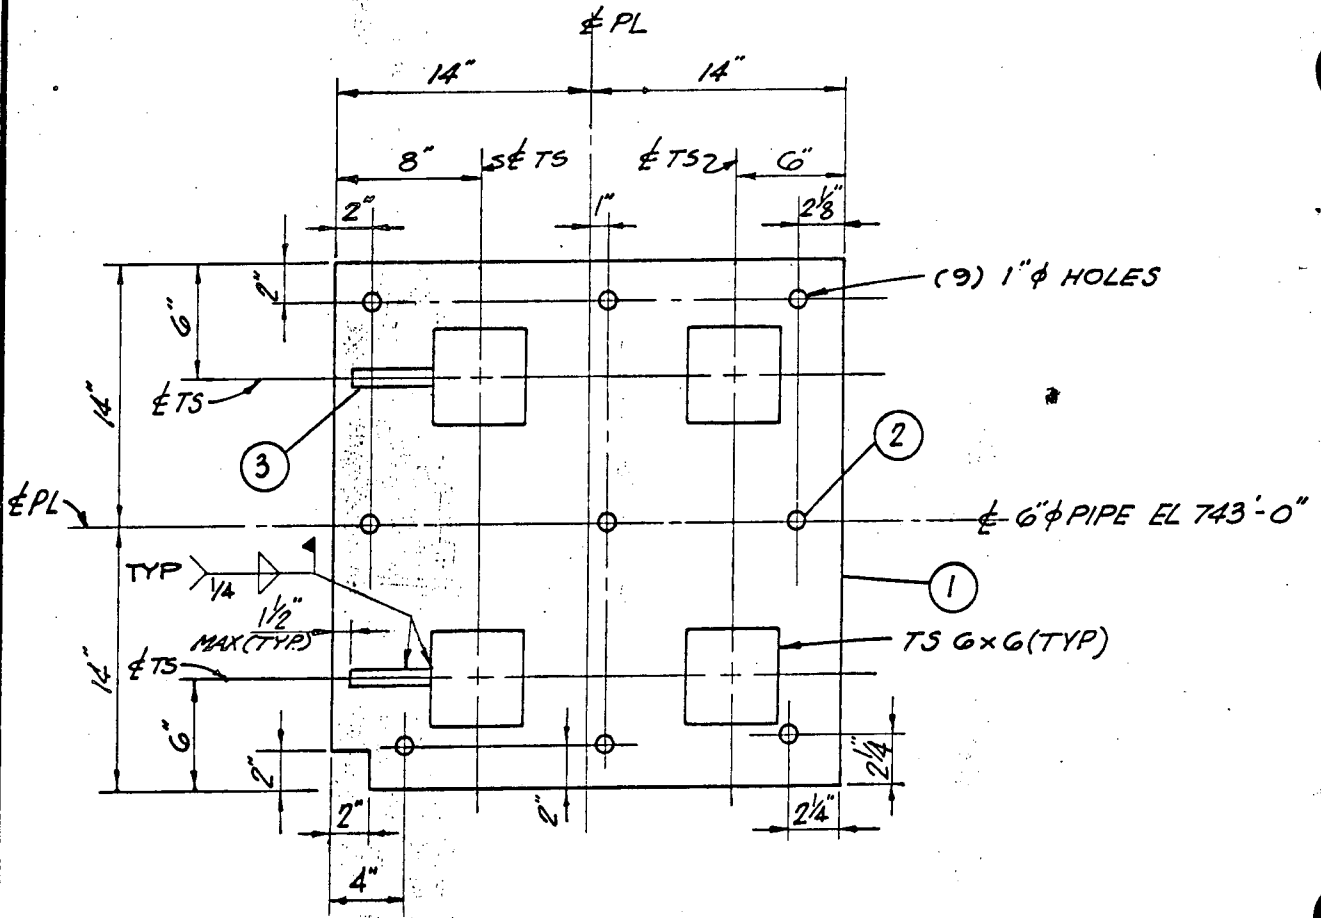 ℄ PL
14" 14"
8" S℄ TS ℄ TS 6"
2" 1" 2⅛"
(9) 1"ϕ HOLES
2"
6"
14"
℄ TS
3
2
℄ PL
℄ 6"ϕ PIPE EL 743'-0"
TYP 1/4
1
1½"
MAX (TYP.)
TS 6x6 (TYP)
℄ TS
14"
6"
2"
2"
2¼"
2"
2¼"
4"